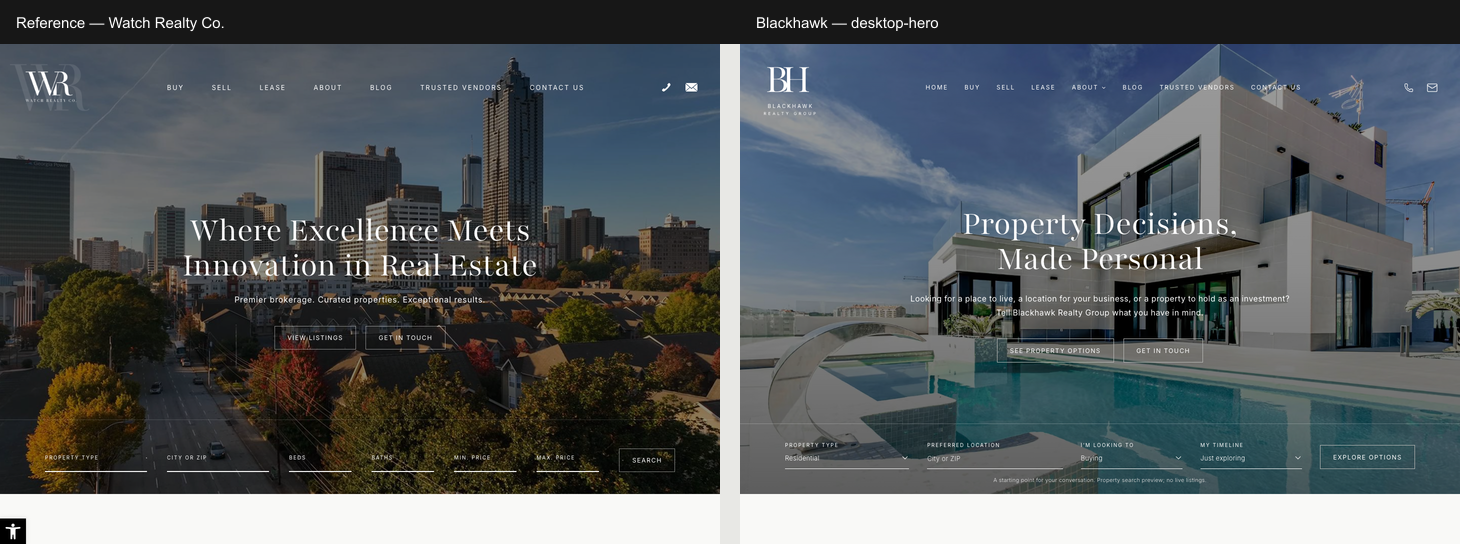 Reference — Watch Realty Co.
WR
WATCH REALTY CO.
BUY SELL LEASE ABOUT BLOG TRUSTED VENDORS CONTACT US
Where Excellence Meets
Innovation in Real Estate
Premier brokerage. Curated properties. Exceptional results.
VIEW LISTINGS GET IN TOUCH
PROPERTY TYPE CITY OR ZIP BEDS BATHS MIN. PRICE MAX. PRICE SEARCH
Blackhawk — desktop-hero
BH
BLACKHAWK
REALTY GROUP
HOME BUY SELL LEASE ABOUT BLOG TRUSTED VENDORS CONTACT US
Property Decisions,
Made Personal
Looking for a place to live, a location for your business, or a property to hold as an investment?
Tell Blackhawk Realty Group what you have in mind.
SEE PROPERTY OPTIONS GET IN TOUCH
PROPERTY TYPE PREFERRED LOCATION I'M LOOKING TO MY TIMELINE
Residential City or ZIP Buying Just exploring EXPLORE OPTIONS
A starting point for your conversation. Property search preview; no live listings.